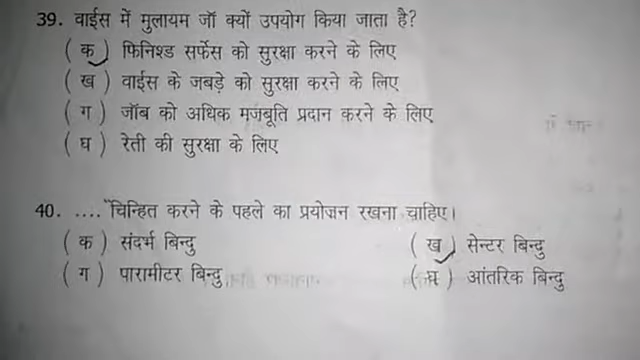 39. वाईस में मुलायम जॉ क्यों उपयोग किया जाता है?
( क ) फिनिश्ड सर्फेस को सुरक्षा करने के लिए
( ख ) वाईस के जबड़े को सुरक्षा करने के लिए
( ग ) जॉब को अधिक मजबूति प्रदान करने के लिए
( घ ) रेती की सुरक्षा के लिए
40. .... चिन्हित करने के पहले का प्रयोजन रखना चाहिए।
( क ) संदर्भ बिन्दु ( ख ) सेन्टर बिन्दु
( ग ) पारामीटर बिन्दु ( घ ) आंतरिक बिन्दु